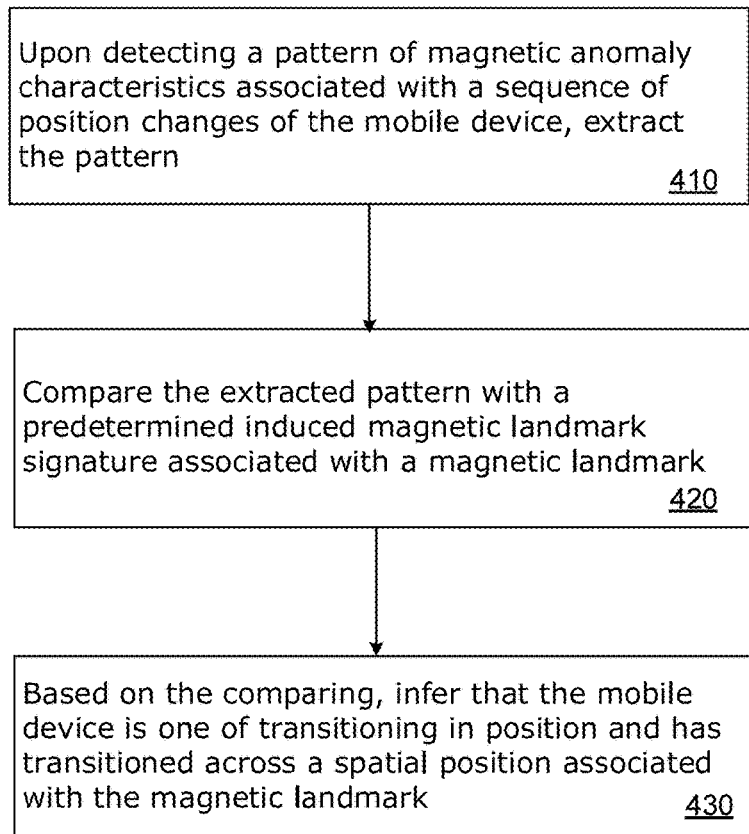 Upon detecting a pattern of magnetic anomaly
characteristics associated with a sequence of
position changes of the mobile device, extract
the pattern
410
Compare the extracted pattern with a
predetermined induced magnetic landmark
signature associated with a magnetic landmark
420
Based on the comparing, infer that the mobile
device is one of transitioning in position and has
transitioned across a spatial position associated
with the magnetic landmark
430